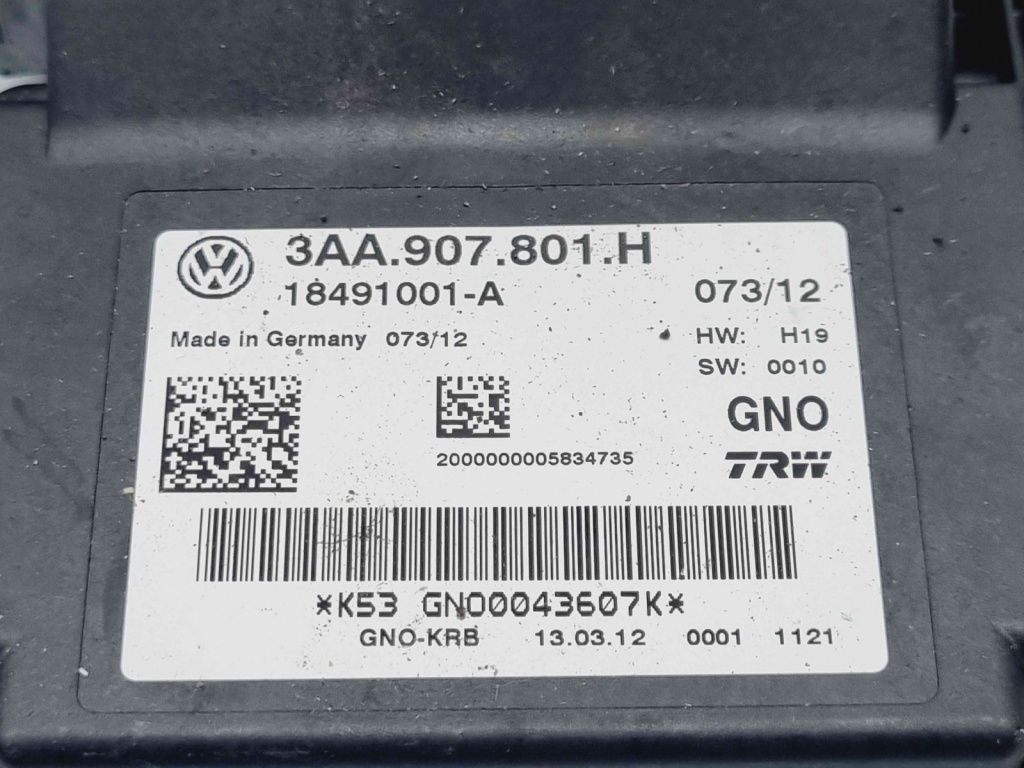 3AA.907.801.H
18491001-A 073/12
Made in Germany 073/12 HW: H19
SW: 0010
GNO
2000000005834735 TRW
*K53 GNO0043607K*
GNO-KRB 13.03.12 0001 1121